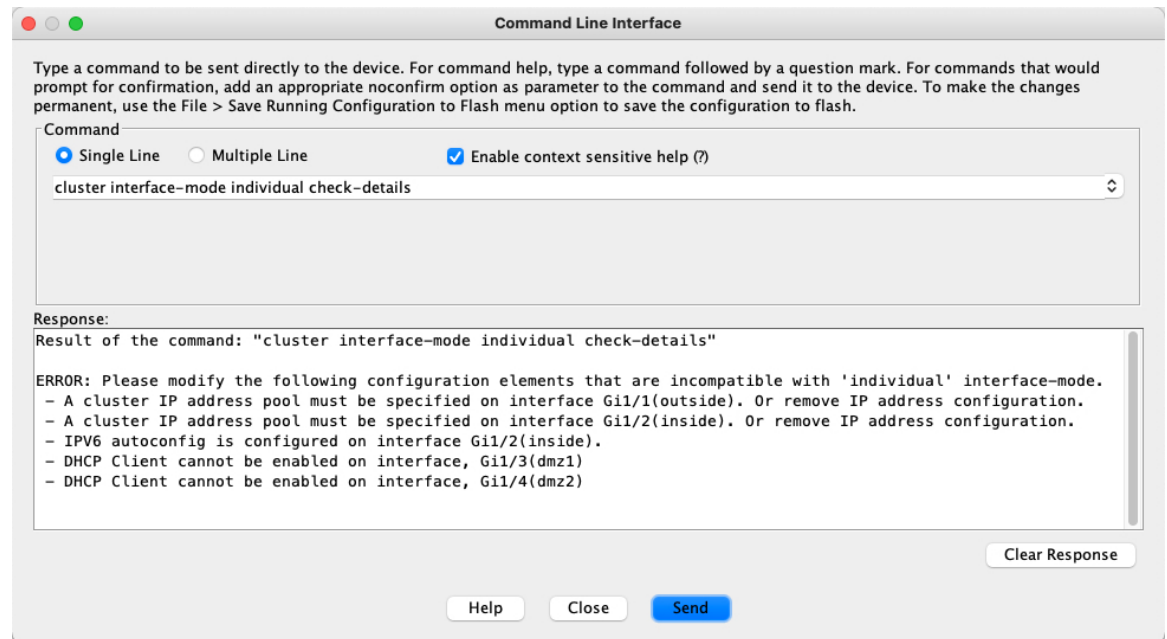 Command Line Interface
Type a command to be sent directly to the device. For command help, type a command followed by a question mark. For commands that would
prompt for confirmation, add an appropriate noconfirm option as parameter to the command and send it to the device. To make the changes
permanent, use the File > Save Running Configuration to Flash menu option to save the configuration to flash.
Command
Single Line Multiple Line Enable context sensitive help (?)
cluster interface-mode individual check-details
Response:
Result of the command: "cluster interface-mode individual check-details"
ERROR: Please modify the following configuration elements that are incompatible with 'individual' interface-mode.
- A cluster IP address pool must be specified on interface Gi1/1(outside). Or remove IP address configuration.
- A cluster IP address pool must be specified on interface Gi1/2(inside). Or remove IP address configuration.
- IPV6 autoconfig is configured on interface Gi1/2(inside).
- DHCP Client cannot be enabled on interface, Gi1/3(dmz1)
- DHCP Client cannot be enabled on interface, Gi1/4(dmz2)
Clear Response
Help Close Send